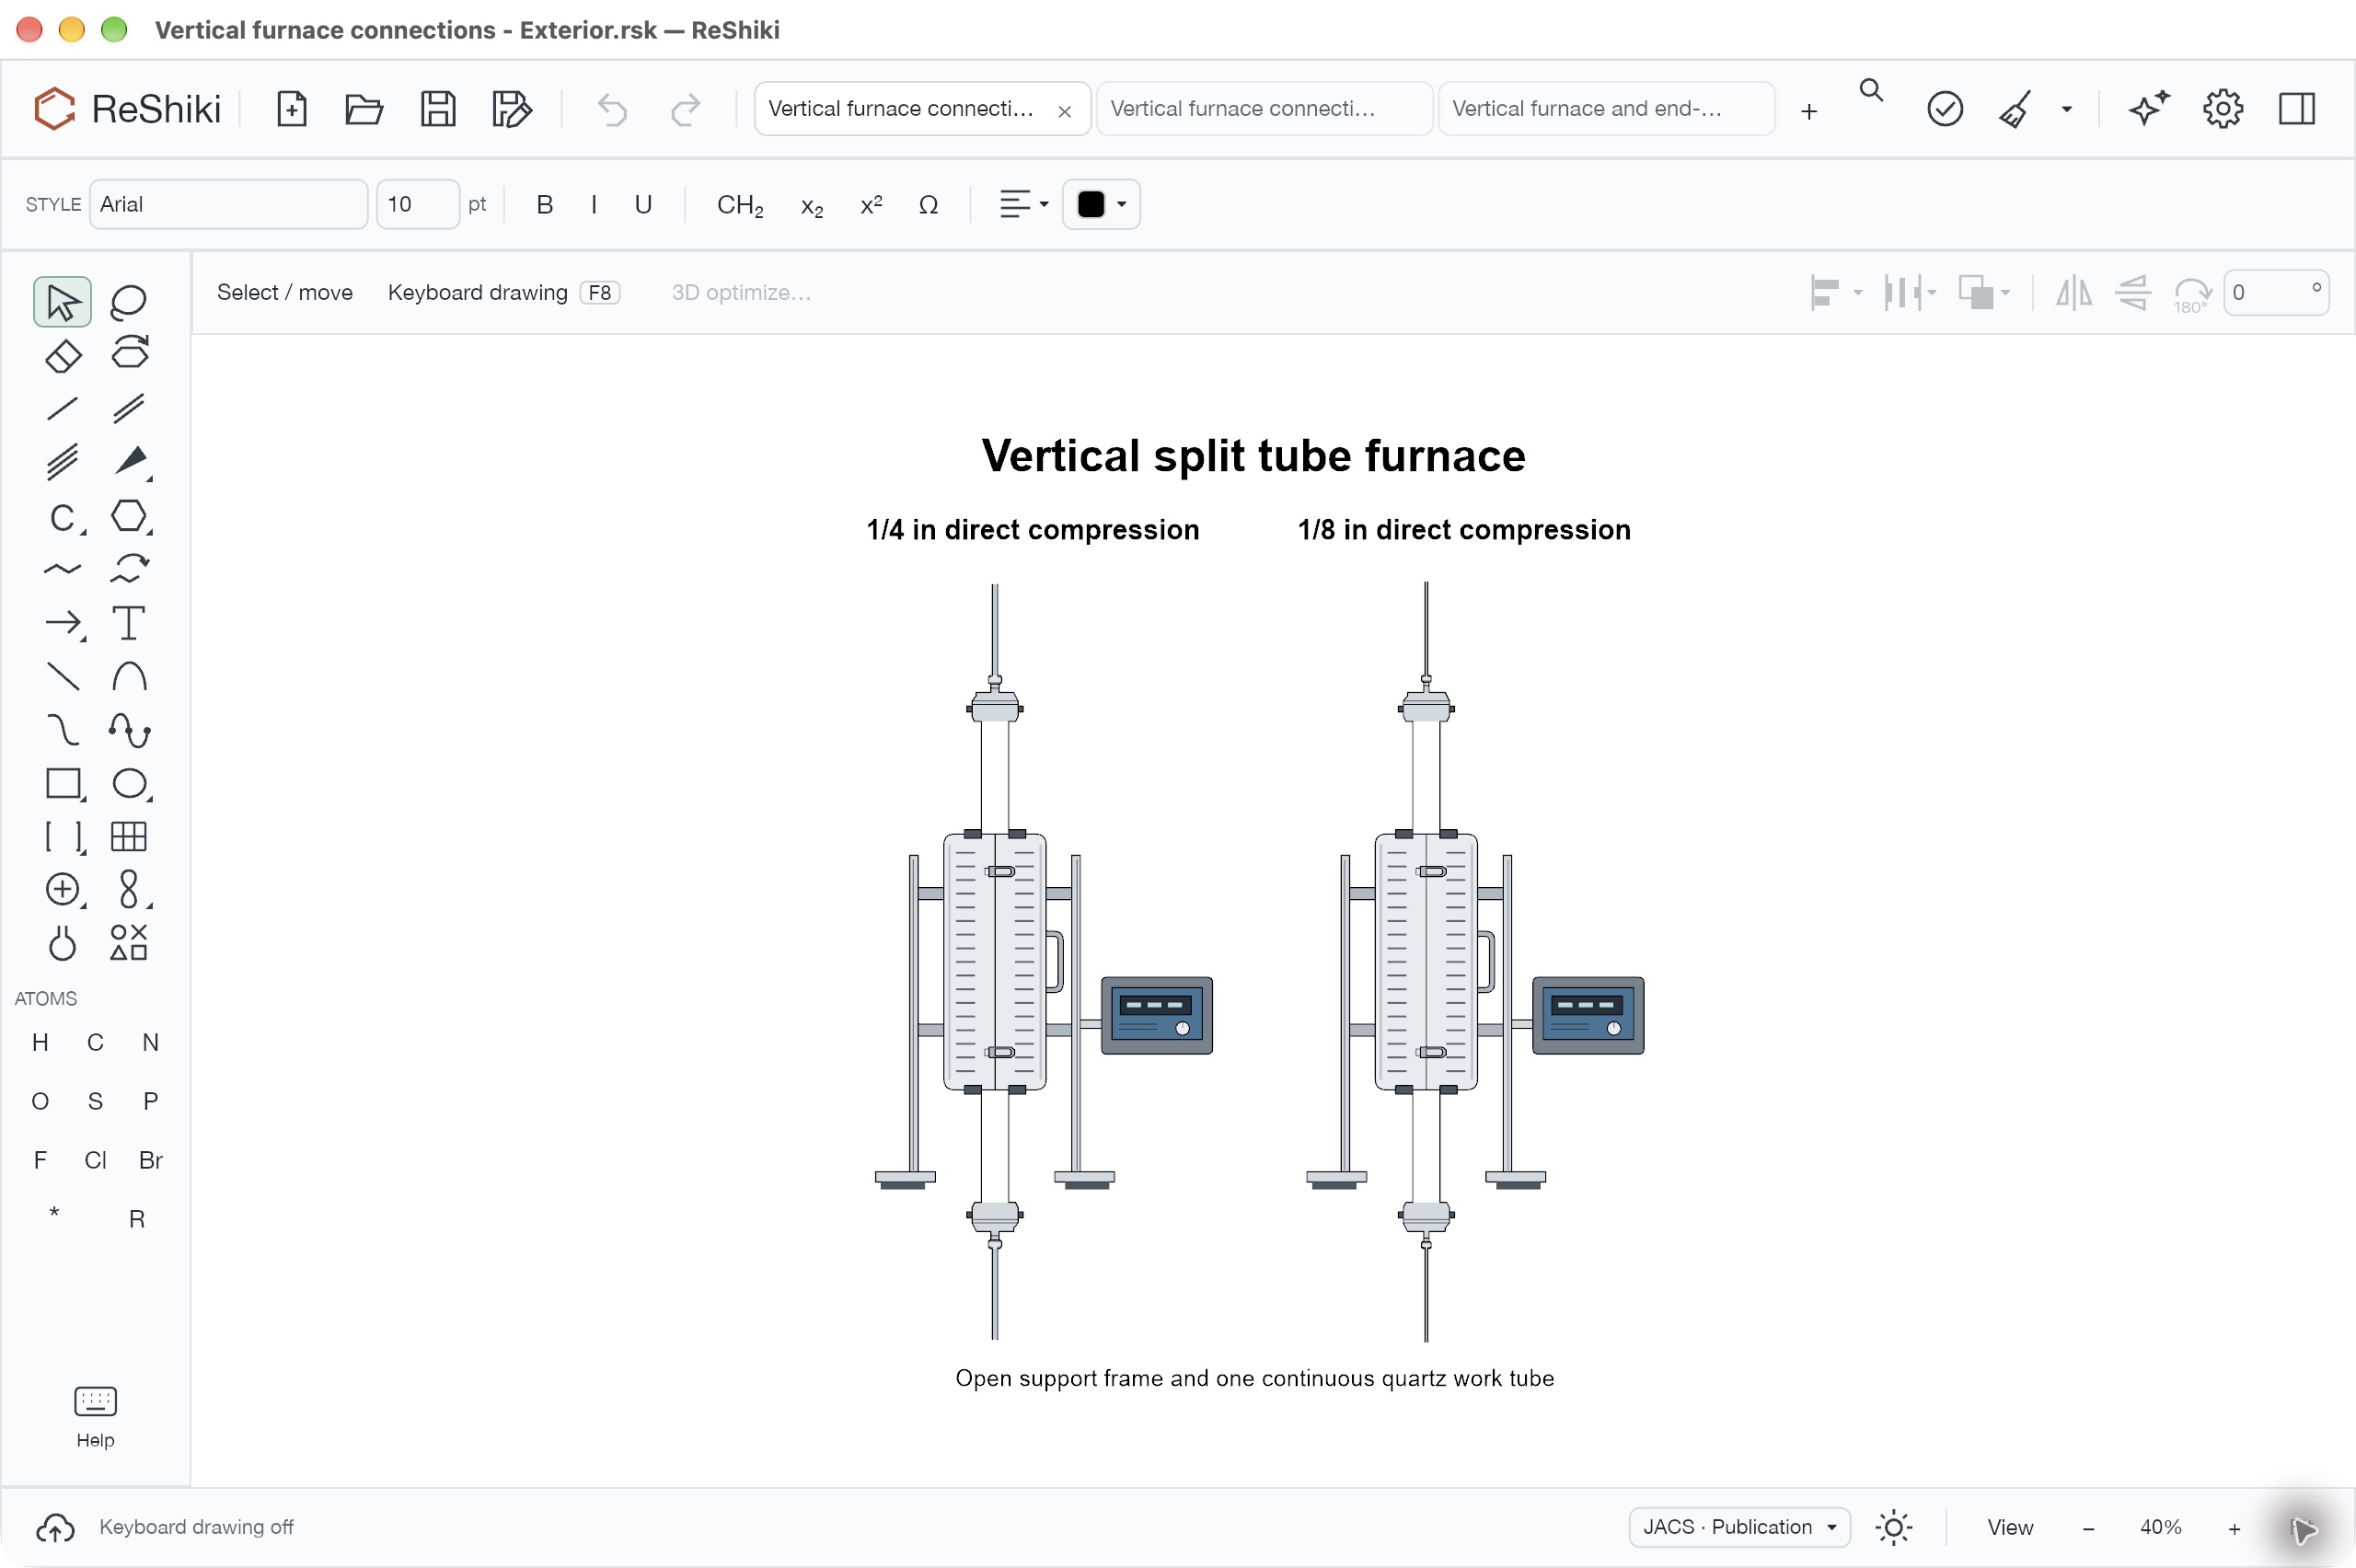 Vertical furnace connections - Exterior.rsk — ReShiki
ReShiki
Vertical furnace connecti...
Vertical furnace connecti...
Vertical furnace and end-...
STYLE Arial 10 pt B I U CH₂ x₂ x² Ω
Select / move Keyboard drawing F8 3D optimize... 180° 0 °
Vertical split tube furnace
1/4 in direct compression 1/8 in direct compression
Open support frame and one continuous quartz work tube
C
T
ATOMS
H C N
O S P
F Cl Br
* R
Help
Keyboard drawing off JACS · Publication View − 40% +